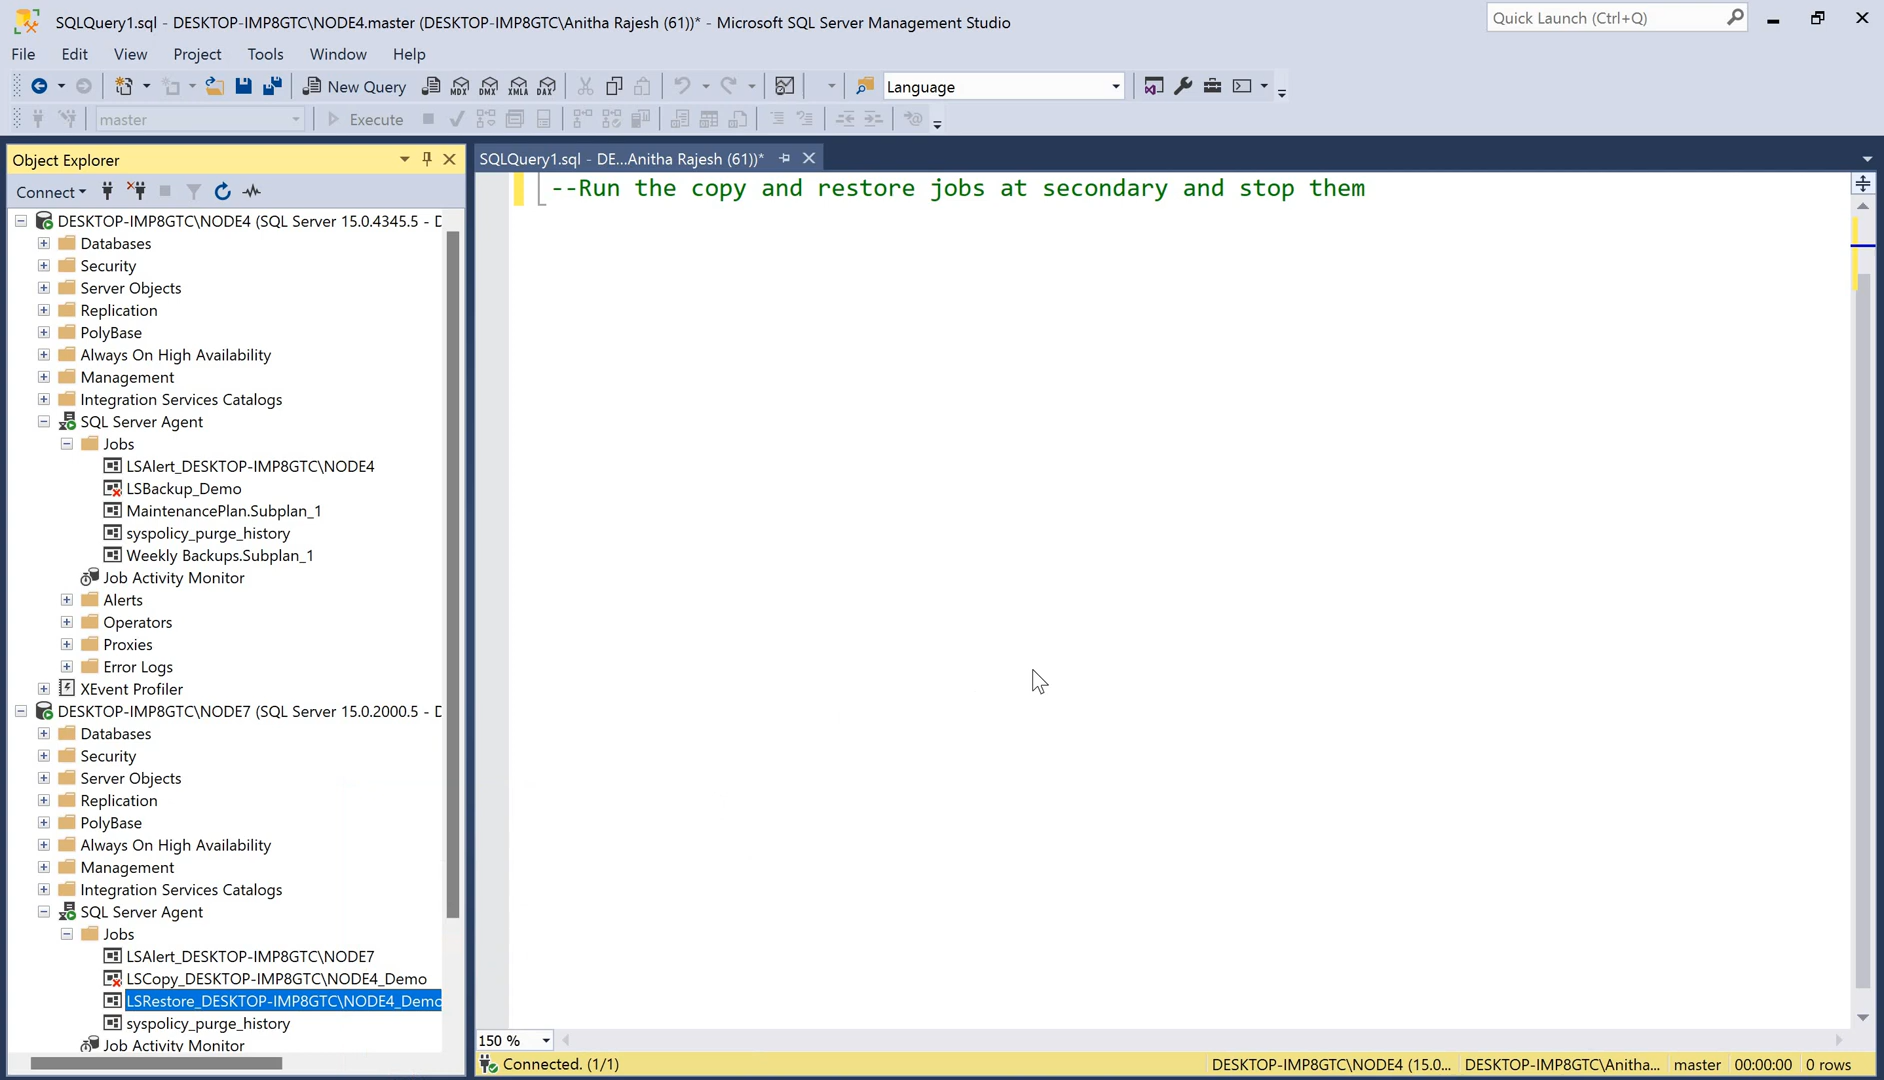 SQLQuery1.sql - DESKTOP-IMP8GTC\NODE4.master (DESKTOP-IMP8GTC\Anitha Rajesh (61))* - Microsoft SQL Server Management Studio
Quick Launch (Ctrl+Q)
File Edit View Project Tools Window Help
New Query
MDX DMX XMLA DAX
Language
master
Execute
Object Explorer
SQLQuery1.sql - DE...Anitha Rajesh (61))*
Connect
--Run the copy and restore jobs at secondary and stop them
DESKTOP-IMP8GTC\NODE4 (SQL Server 15.0.4345.5 - D
Databases
Security
Server Objects
Replication
PolyBase
Always On High Availability
Management
Integration Services Catalogs
SQL Server Agent
Jobs
LSAlert_DESKTOP-IMP8GTC\NODE4
LSBackup_Demo
MaintenancePlan.Subplan_1
syspolicy_purge_history
Weekly Backups.Subplan_1
Job Activity Monitor
Alerts
Operators
Proxies
Error Logs
XEvent Profiler
DESKTOP-IMP8GTC\NODE7 (SQL Server 15.0.2000.5 - D
Databases
Security
Server Objects
Replication
PolyBase
Always On High Availability
Management
Integration Services Catalogs
SQL Server Agent
Jobs
LSAlert_DESKTOP-IMP8GTC\NODE7
LSCopy_DESKTOP-IMP8GTC\NODE4_Demo
LSRestore_DESKTOP-IMP8GTC\NODE4_Demo
syspolicy_purge_history
Job Activity Monitor
150 %
Connected. (1/1)
DESKTOP-IMP8GTC\NODE4 (15.0... DESKTOP-IMP8GTC\Anitha... master 00:00:00 0 rows